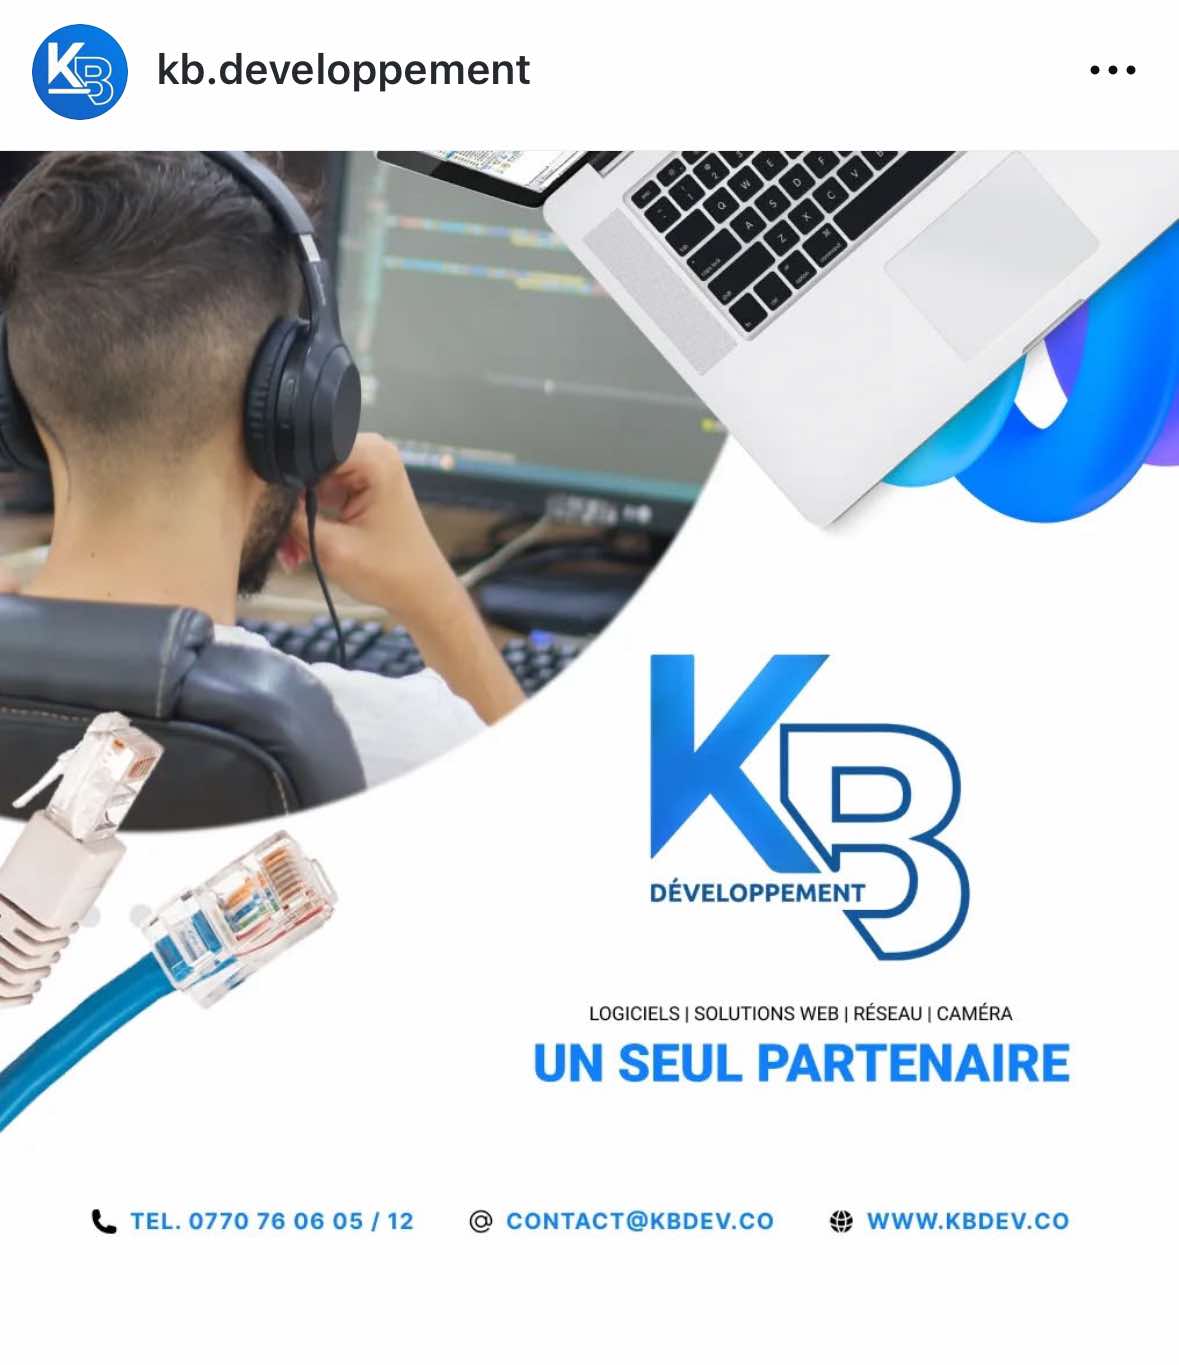 KB
kb.developpement
KB
DÉVELOPPEMENT
LOGICIELS | SOLUTIONS WEB | RÉSEAU | CAMÉRA
UN SEUL PARTENAIRE
TEL. 0770 76 06 05 / 12
@ CONTACT@KBDEV.CO
WWW.KBDEV.CO